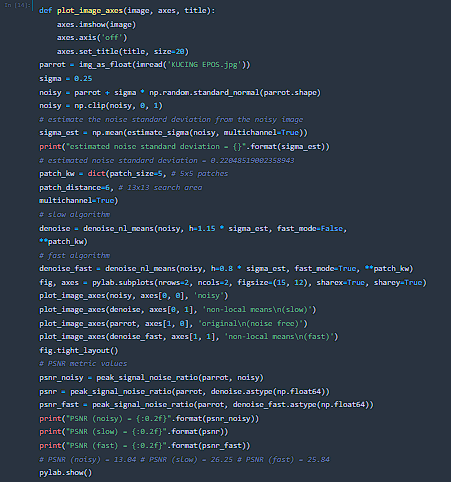 In [14]:
def plot_image_axes(image, axes, title):
axes.imshow(image)
axes.axis('off')
axes.set_title(title, size=20)
parrot = img_as_float(imread('KUCING EPOS.jpg'))
sigma = 0.25
noisy = parrot + sigma * np.random.standard_normal(parrot.shape)
noisy = np.clip(noisy, 0, 1)
# estimate the noise standard deviation from the noisy image
sigma_est = np.mean(estimate_sigma(noisy, multichannel=True))
print("estimated noise standard deviation = {}".format(sigma_est))
# estimated noise standard deviation = 0.22048519002358943
patch_kw = dict(patch_size=5, # 5x5 patches
patch_distance=6, # 13x13 search area
multichannel=True)
# slow algorithm
denoise = denoise_nl_means(noisy, h=1.15 * sigma_est, fast_mode=False,
**patch_kw)
# fast algorithm
denoise_fast = denoise_nl_means(noisy, h=0.8 * sigma_est, fast_mode=True, **patch_kw)
fig, axes = pylab.subplots(nrows=2, ncols=2, figsize=(15, 12), sharex=True, sharey=True)
plot_image_axes(noisy, axes[0, 0], 'noisy')
plot_image_axes(denoise, axes[0, 1], 'non-local means\n(slow)')
plot_image_axes(parrot, axes[1, 0], 'original\n(noise free)')
plot_image_axes(denoise_fast, axes[1, 1], 'non-local means\n(fast)')
fig.tight_layout()
# PSNR metric values
psnr_noisy = peak_signal_noise_ratio(parrot, noisy)
psnr = peak_signal_noise_ratio(parrot, denoise.astype(np.float64))
psnr_fast = peak_signal_noise_ratio(parrot, denoise_fast.astype(np.float64))
print("PSNR (noisy) = {:0.2f}".format(psnr_noisy))
print("PSNR (slow) = {:0.2f}".format(psnr))
print("PSNR (fast) = {:0.2f}".format(psnr_fast))
# PSNR (noisy) = 13.04 # PSNR (slow) = 26.25 # PSNR (fast) = 25.84
pylab.show()